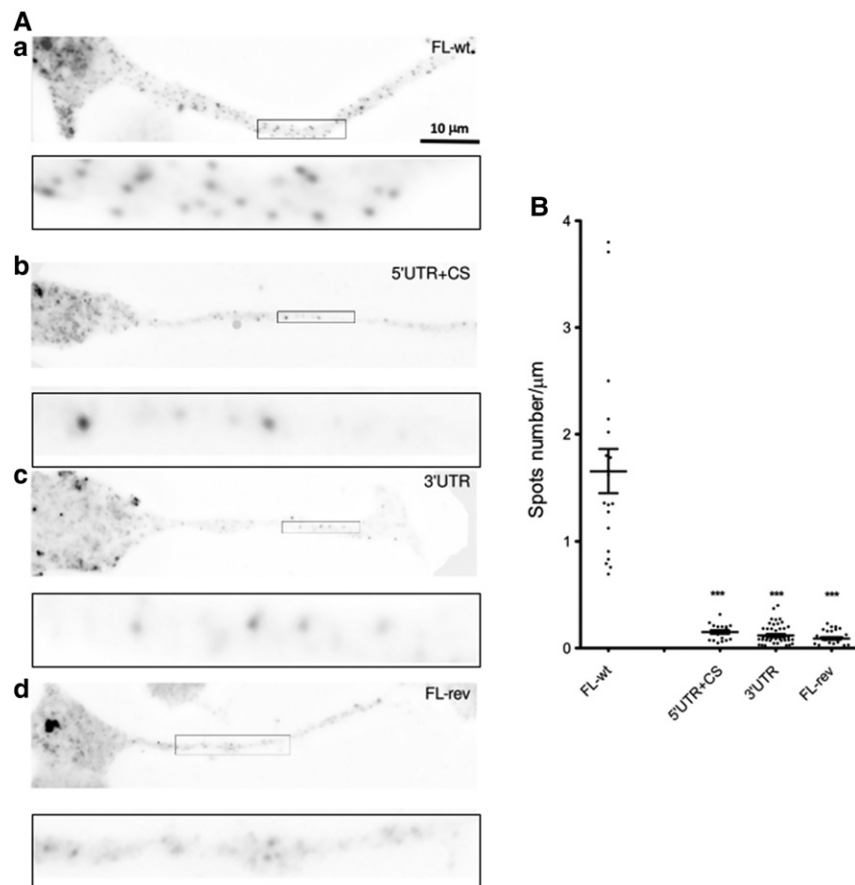 A
a
FL-wt
10 µm
b
5'UTR+CS
c
3'UTR
d
FL-rev
B
4
3
2
1
0
Spots number/µm
*** *** ***
FL-wt
5'UTR+CS
3'UTR
FL-rev